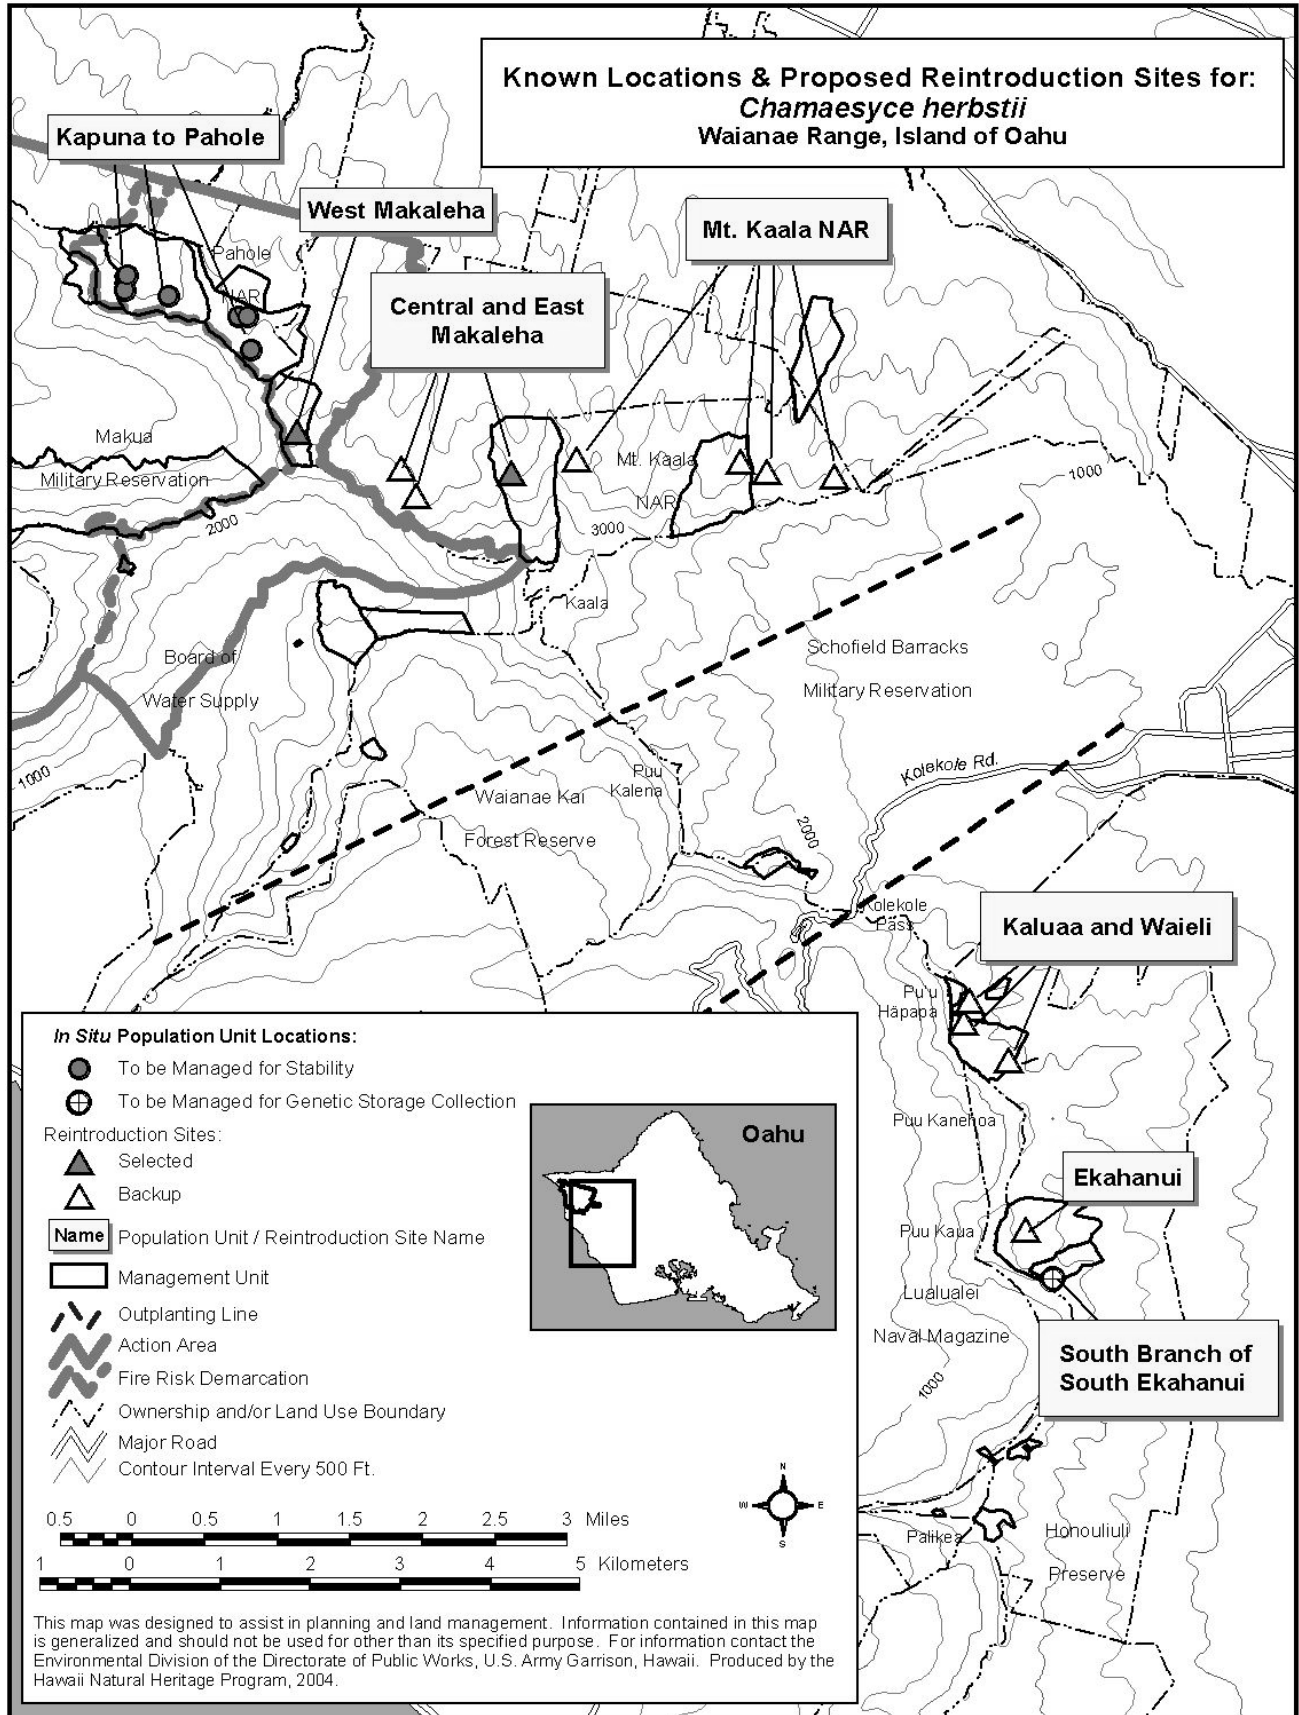 Known Locations & Proposed Reintroduction Sites for:
Chamaesyce herbstii
Waianae Range, Island of Oahu
Kapuna to Pahole
West Makaleha
Mt. Kaala NAR
Central and East
Makaleha
Pahole
NAR
Makua
Military Reservation
2000
Mt. Kaala
NAR
3000
1000
Kaala
Board of
Water Supply
1000
Schofield Barracks
Military Reservation
Kolekole Rd.
Puu
Kalena
Waianae Kai
Forest Reserve
2000
Kolekole
Pass
Kaluaa and Waieli
Pu'u
Hāpapa
Puu Kanehoa
Ekahanui
Puu Kaua
Lualualei
Naval Magazine
South Branch of
South Ekahanui
1000
Palikea
Honouliuli
Preserve
In Situ Population Unit Locations:
To be Managed for Stability
To be Managed for Genetic Storage Collection
Reintroduction Sites:
Selected
Backup
Name Population Unit / Reintroduction Site Name
Management Unit
Outplanting Line
Action Area
Fire Risk Demarcation
Ownership and/or Land Use Boundary
Major Road
Contour Interval Every 500 Ft.
Oahu
N
W E
S
0.5 0 0.5 1 1.5 2 2.5 3 Miles
1 0 1 2 3 4 5 Kilometers
This map was designed to assist in planning and land management. Information contained in this map
is generalized and should not be used for other than its specified purpose. For information contact the
Environmental Division of the Directorate of Public Works, U.S. Army Garrison, Hawaii. Produced by the
Hawaii Natural Heritage Program, 2004.